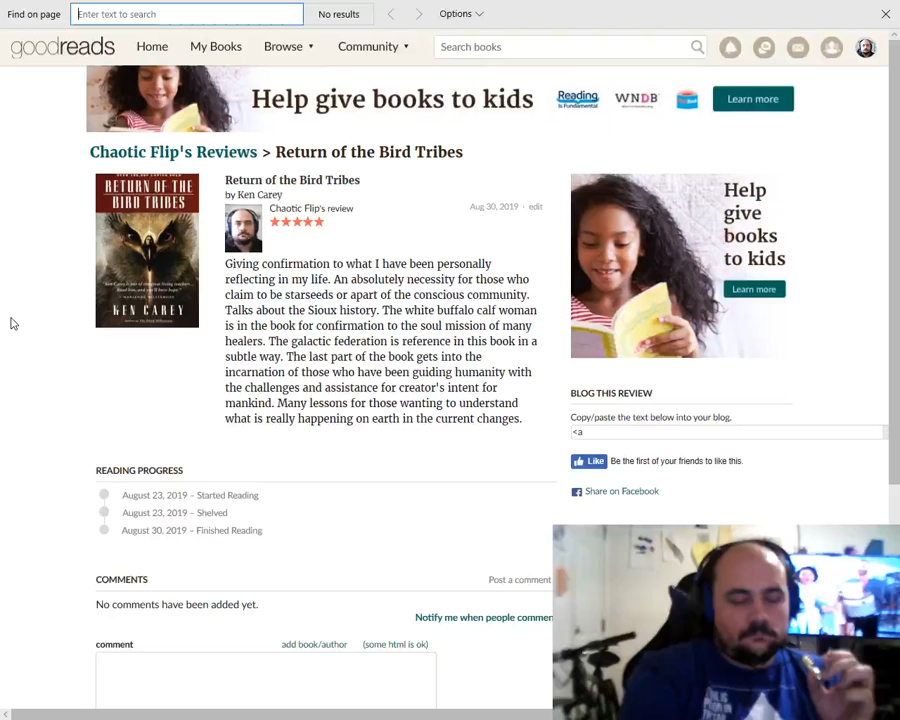 Find on page Enter text to search No results Options
goodreads Home My Books Browse Community Search books
Help give books to kids Reading Is Fundamental WNDB Learn more
Chaotic Flip's Reviews > Return of the Bird Tribes
RETURN OF THE
BIRD TRIBES
KEN CAREY
Return of the Bird Tribes
by Ken Carey
Chaotic Flip's review Aug 30, 2019 · edit
Giving confirmation to what I have been personally
reflecting in my life. An absolutely necessity for those who
claim to be starseeds or apart of the conscious community.
Talks about the Sioux history. The white buffalo calf woman
is in the book for confirmation to the soul mission of many
healers. The galactic federation is reference in this book in a
subtle way. The last part of the book gets into the
incarnation of those who have been guiding humanity with
the challenges and assistance for creator's intent for
mankind. Many lessons for those wanting to understand
what is really happening on earth in the current changes.
Help
give
books
to kids
Learn more
BLOG THIS REVIEW
Copy/paste the text below into your blog.
<a
Like Be the first of your friends to like this.
Share on Facebook
READING PROGRESS
August 23, 2019 – Started Reading
August 23, 2019 – Shelved
August 30, 2019 – Finished Reading
COMMENTS Post a comment
No comments have been added yet.
Notify me when people commen
comment add book/author (some html is ok)